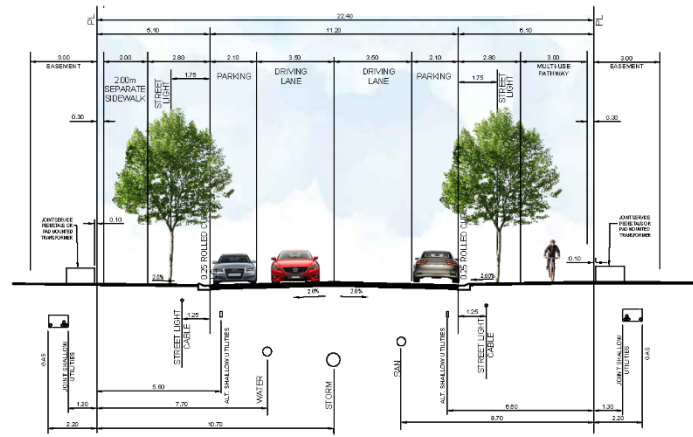 PL
22.40
PL
5.10
11.20
6.10
3.00
2.00
2.80
2.10
3.50
3.50
2.10
2.80
3.00
3.00
EASEMENT
2.00m
SEPARATE
SIDEWALK
STREET
LIGHT
1.75
PARKING
DRIVING
LANE
DRIVING
LANE
PARKING
1.75
STREET
LIGHT
MULTI-USE
PATHWAY
EASEMENT
0.30
0.30
JOINT SERVICE
PEDESTALS OR
PAD MOUNTED
TRANSFORMER
0.10
0.25 ROLLED
0.25 ROLLED
0.10
JOINT SERVICE
PEDESTALS OR
PAD MOUNTED
TRANSFORMER
2.0%
2.0%
2.0%
2.00%
1.25
STREET LIGHT
CABLE
ALT. SHALLOW UTILITIES
1.25
STREET LIGHT
CABLE
ALT. SHALLOW UTILITIES
GAS
JOINT SHALLOW
UTILITIES
WATER
STORM
SAN
JOINT SHALLOW
UTILITIES
GAS
5.60
7.70
10.70
1.30
2.20
6.60
8.70
1.30
2.20